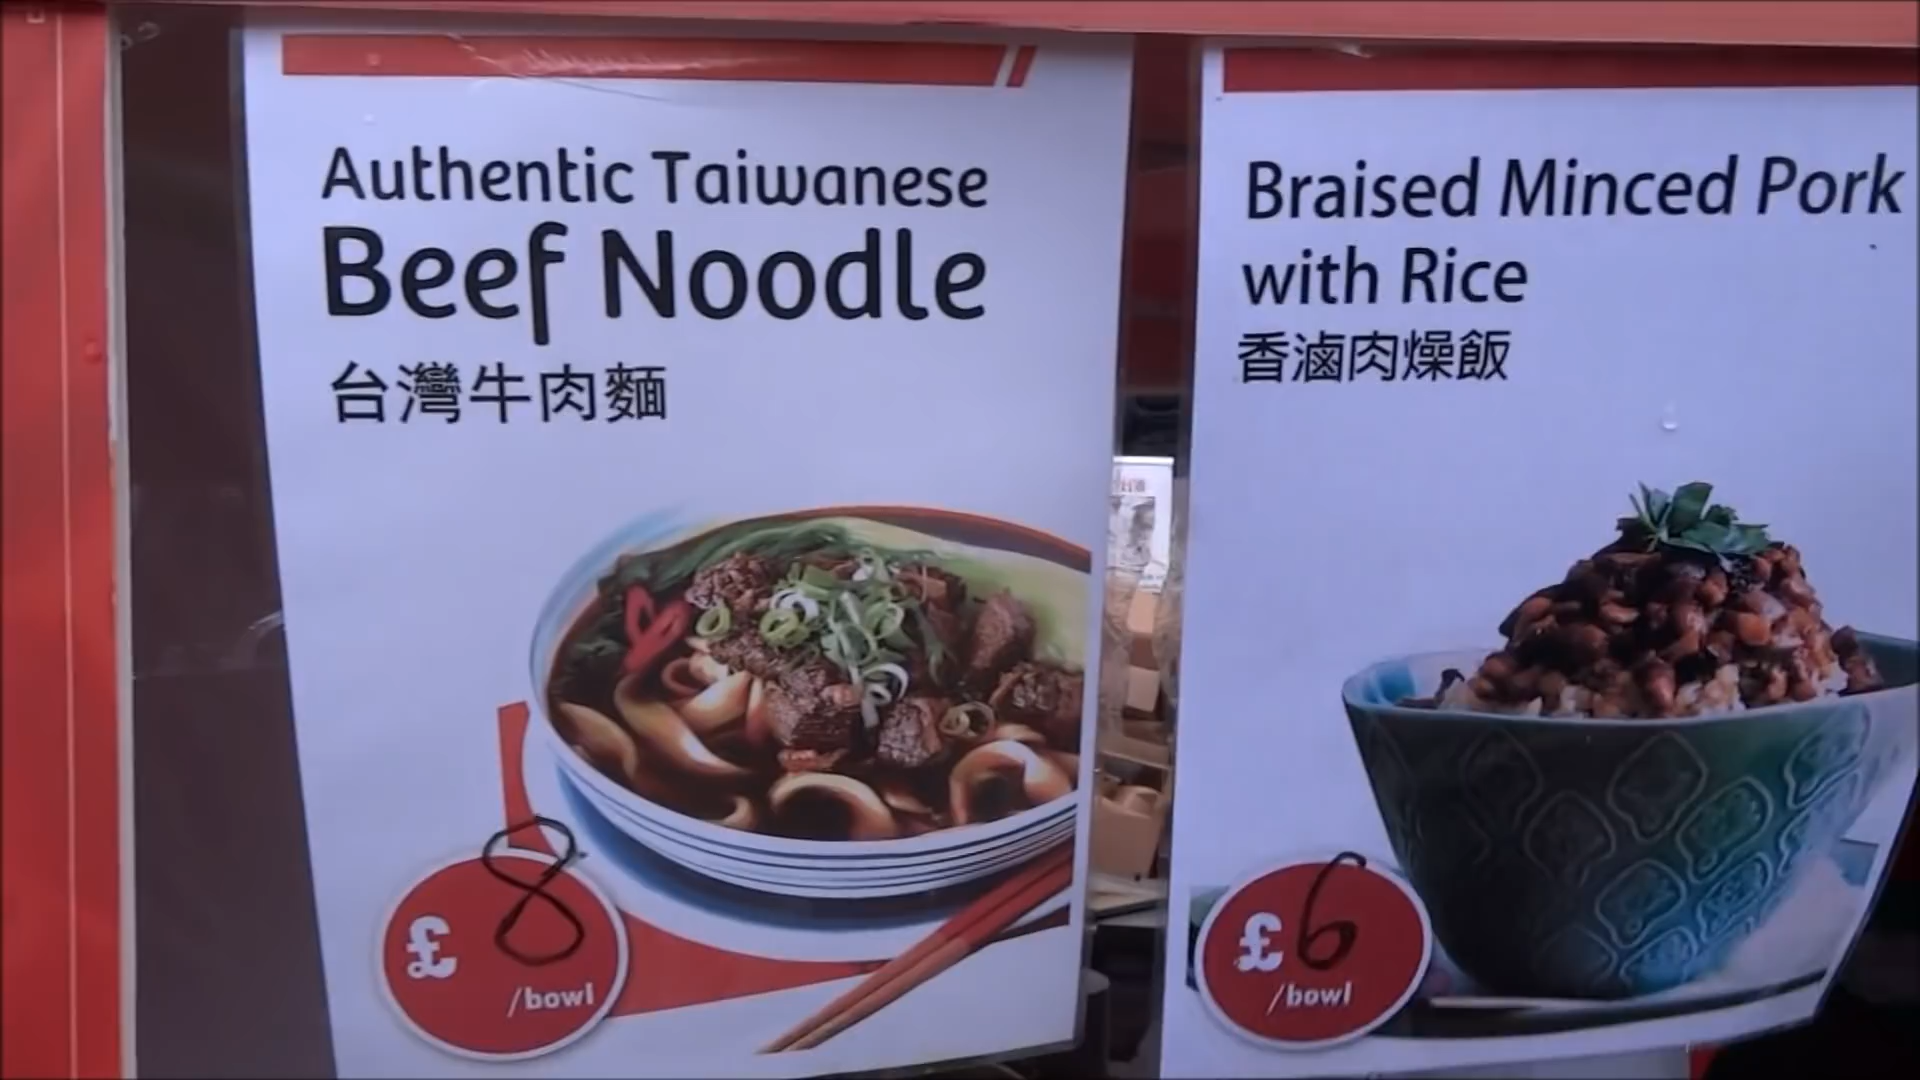 Authentic Taiwanese
Beef Noodle
台灣牛肉麵
£8
/bowl
Braised Minced Pork
with Rice
香滷肉燥飯
£6
/bowl